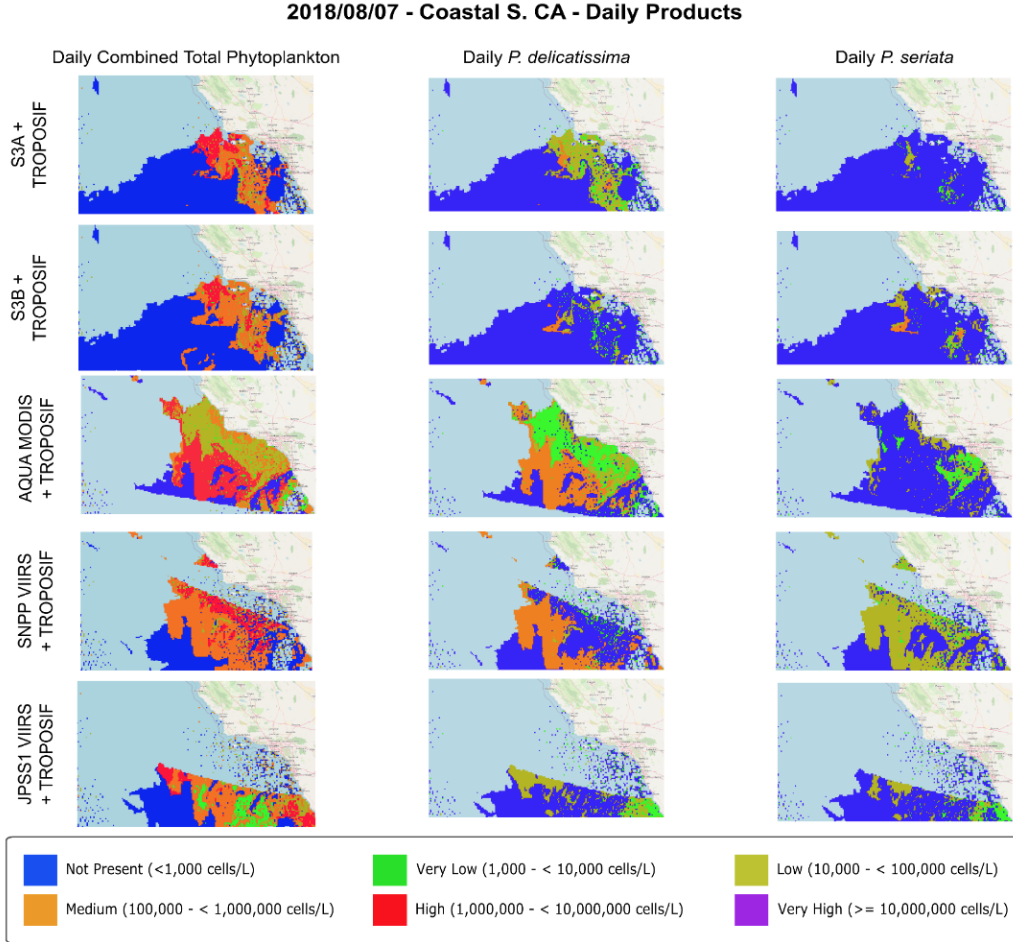 2018/08/07 - Coastal S. CA - Daily Products
Daily Combined Total Phytoplankton
Daily P. delicatissima
Daily P. seriata
S3A +
TROPOSIF
S3B +
TROPOSIF
AQUA MODIS
+ TROPOSIF
SNPP VIIRS
+ TROPOSIF
JPSS1 VIIRS
+ TROPOSIF
Not Present (<1,000 cells/L)
Very Low (1,000 - < 10,000 cells/L)
Low (10,000 - < 100,000 cells/L)
Medium (100,000 - < 1,000,000 cells/L)
High (1,000,000 - < 10,000,000 cells/L)
Very High (>= 10,000,000 cells/L)